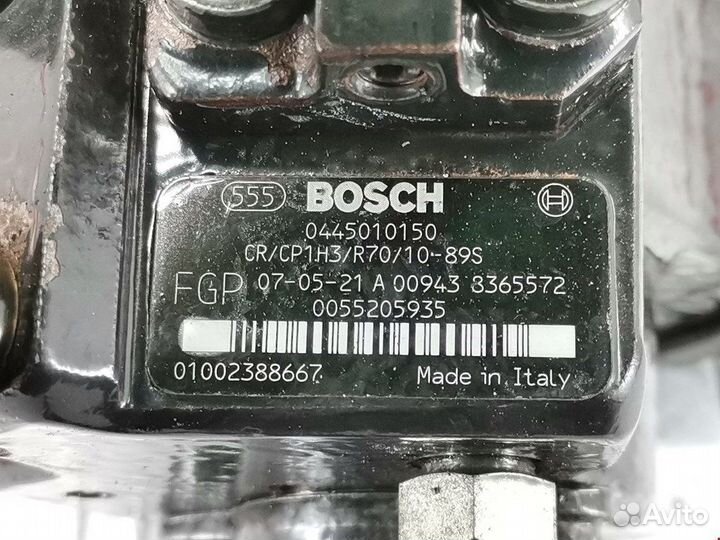 555 BOSCH
0445010150
CR/CP1H3/R70/10-89S
FGP 07-05-21 A 00943 3365572
0055205935
01002388667 Made in Italy
Avito